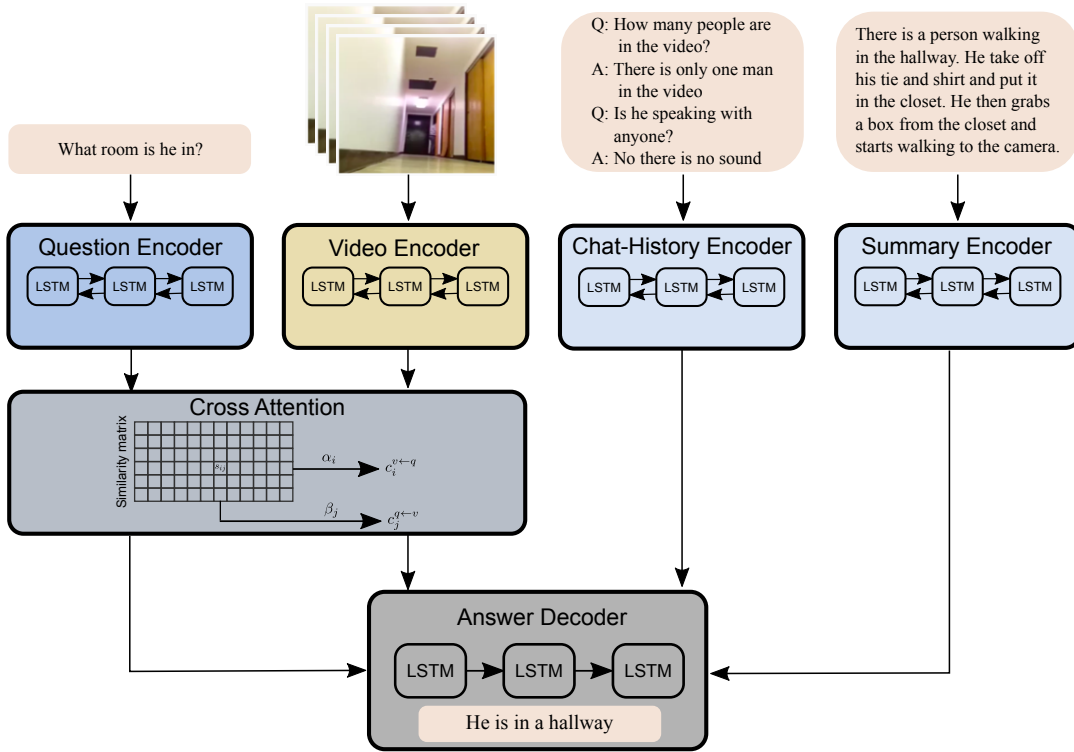 Q: How many people are
in the video?
A: There is only one man
in the video
Q: Is he speaking with
anyone?
A: No there is no sound
There is a person walking
in the hallway. He take off
his tie and shirt and put it
in the closet. He then grabs
a box from the closet and
starts walking to the camera.
What room is he in?
Question Encoder
LSTM LSTM LSTM
Video Encoder
LSTM LSTM LSTM
Chat-History Encoder
LSTM LSTM LSTM
Summary Encoder
LSTM LSTM LSTM
Cross Attention
Similarity matrix
s_{ij}
α_i
c_i^{v←q}
β_j
c_j^{q←v}
Answer Decoder
LSTM LSTM LSTM
He is in a hallway